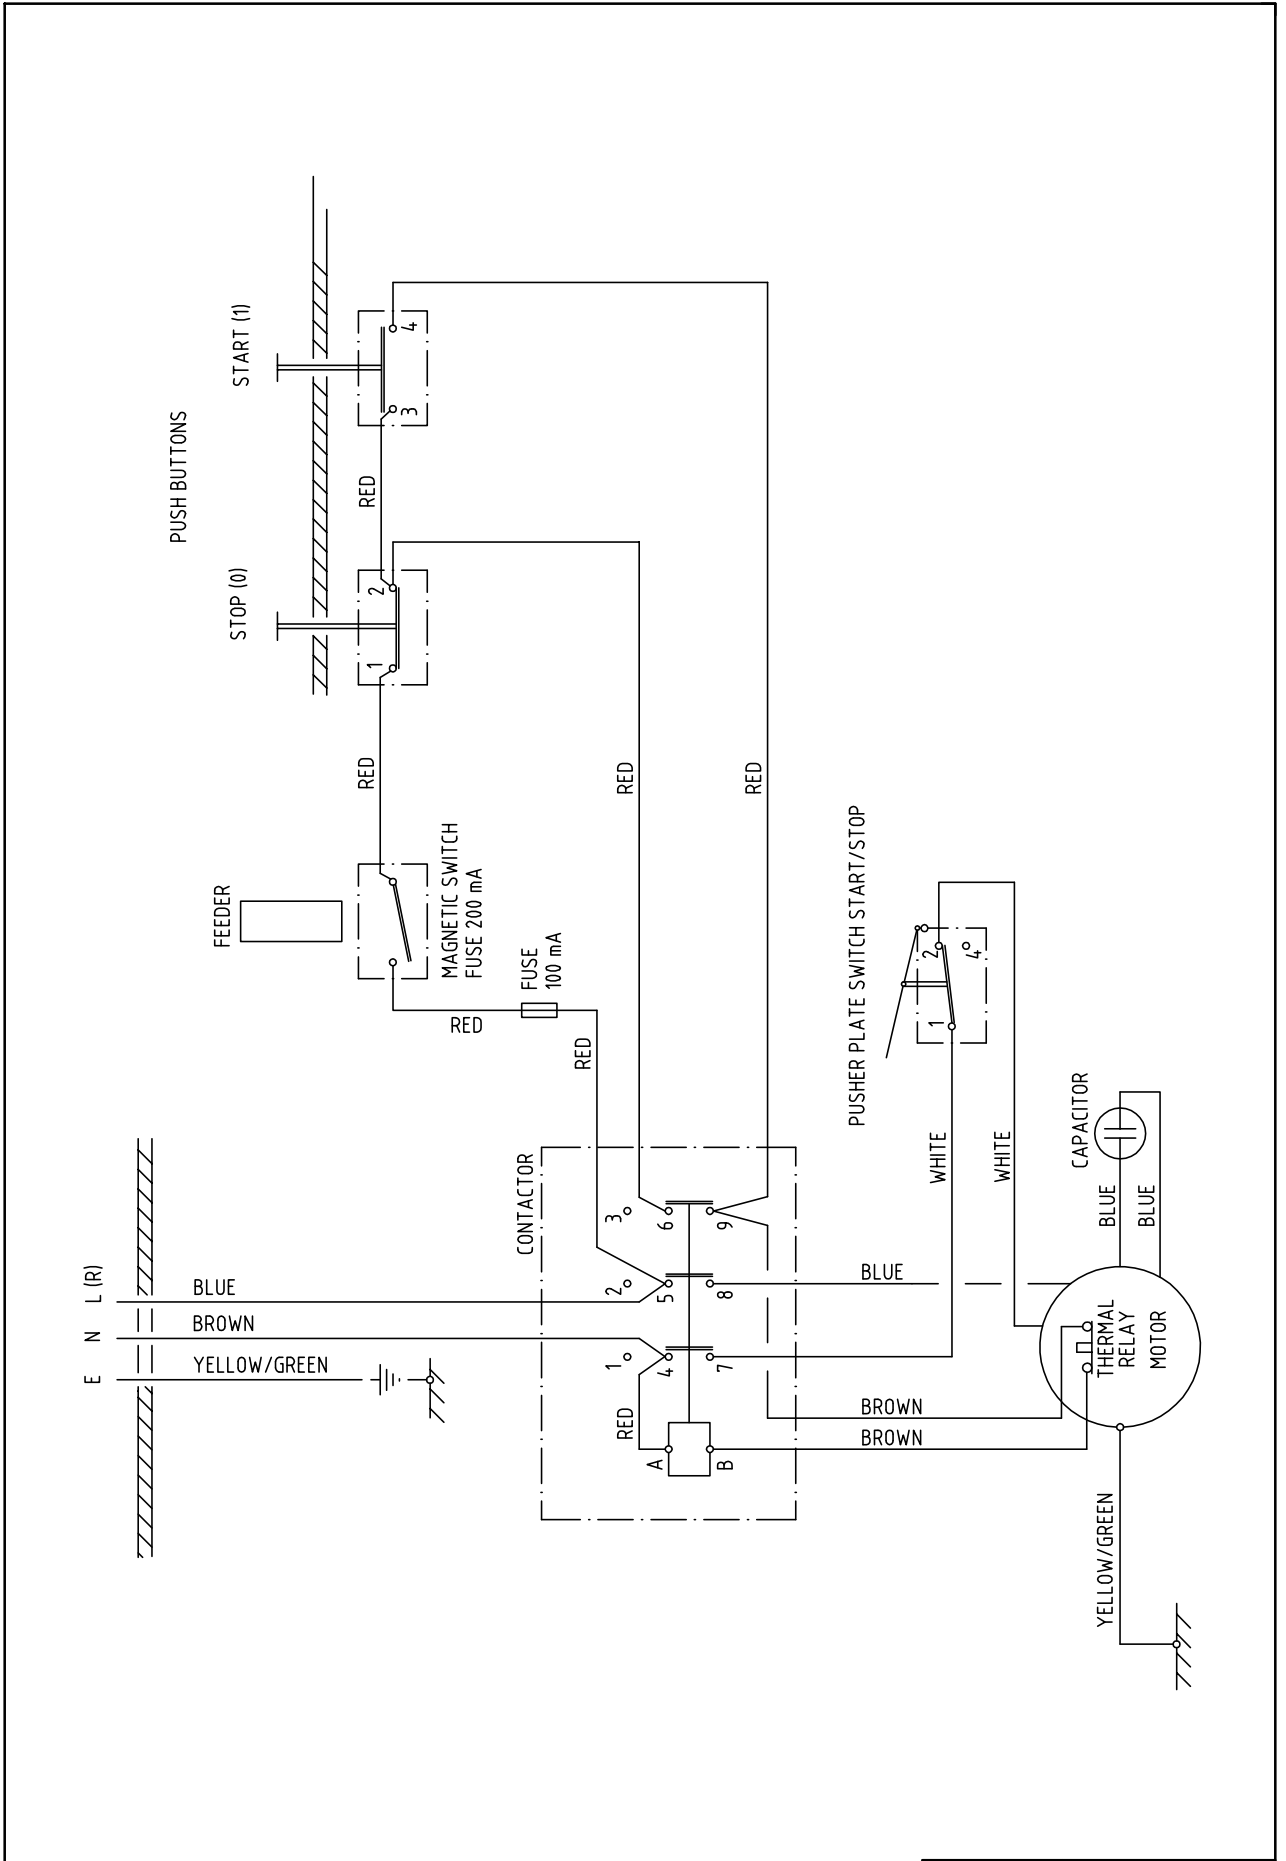 E
N
L (R)
YELLOW/GREEN
BROWN
BLUE
PUSH BUTTONS
STOP (0)
START (1)
FEEDER
1
2
3
4
RED
RED
MAGNETIC SWITCH
FUSE 200 mA
RED
FUSE
100 mA
RED
RED
RED
CONTACTOR
1
2
3
4
5
6
7
8
9
RED
A
B
BLUE
BROWN
BROWN
PUSHER PLATE SWITCH START/STOP
1
2
4
WHITE
WHITE
CAPACITOR
BLUE
BLUE
THERMAL
RELAY
MOTOR
YELLOW/GREEN